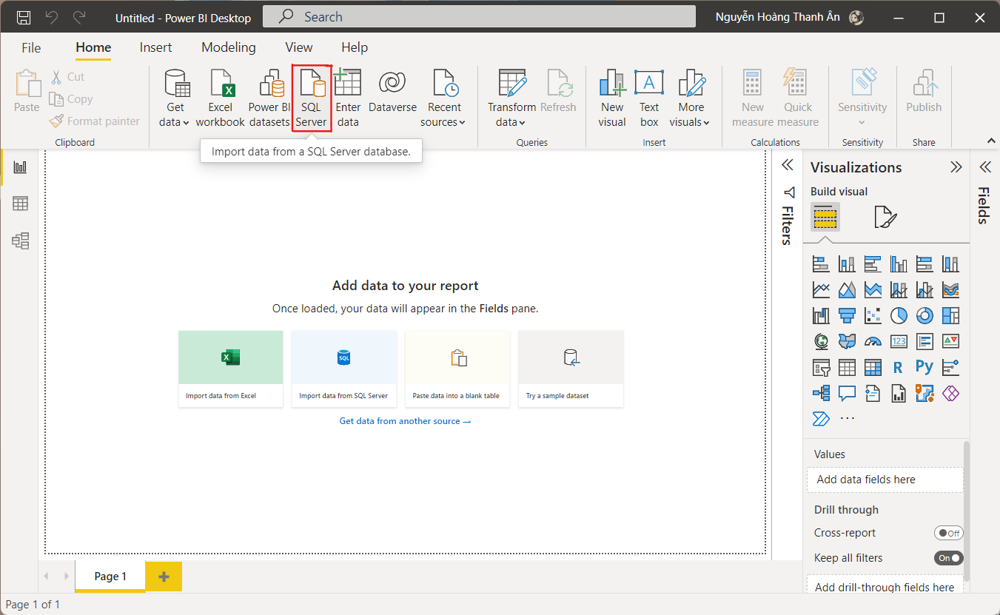 Untitled - Power BI Desktop
Search
Nguyễn Hoàng Thanh Ân
File Home Insert Modeling View Help
Paste
Cut
Copy
Format painter
Clipboard
Get data
Excel workbook
Power BI datasets
SQL Server
Enter data
Dataverse
Recent sources
Transform data
Refresh
Queries
New visual
Text box
More visuals
Insert
New measure
Quick measure
Calculations
Sensitivity
Sensitivity
Publish
Share
Import data from a SQL Server database.
Filters
Visualizations
Build visual
Fields
Add data to your report
Once loaded, your data will appear in the Fields pane.
SQL
Import data from Excel
Import data from SQL Server
Paste data into a blank table
Try a sample dataset
Get data from another source →
123
R
Py
Values
Add data fields here
Drill through
Cross-report
Off
Keep all filters
On
Add drill-through fields here
Page 1
Page 1 of 1